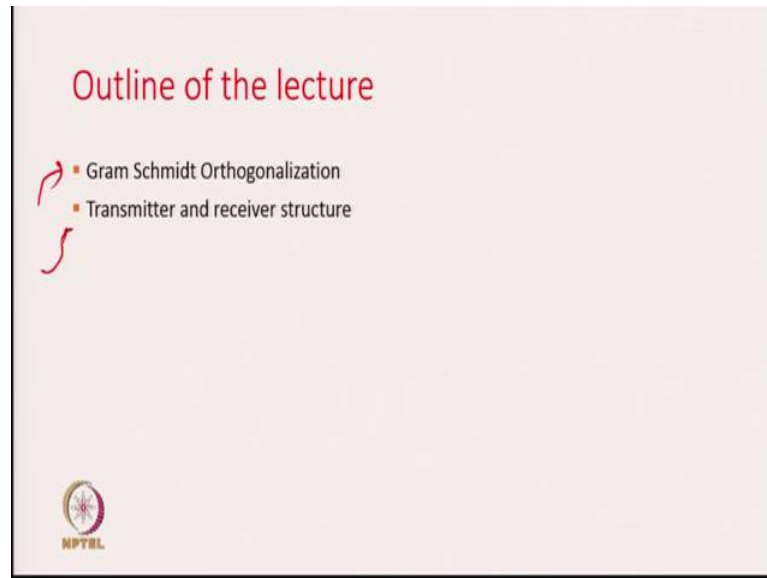 Outline of the lecture
Gram Schmidt Orthogonalization
Transmitter and receiver structure
NPTEL